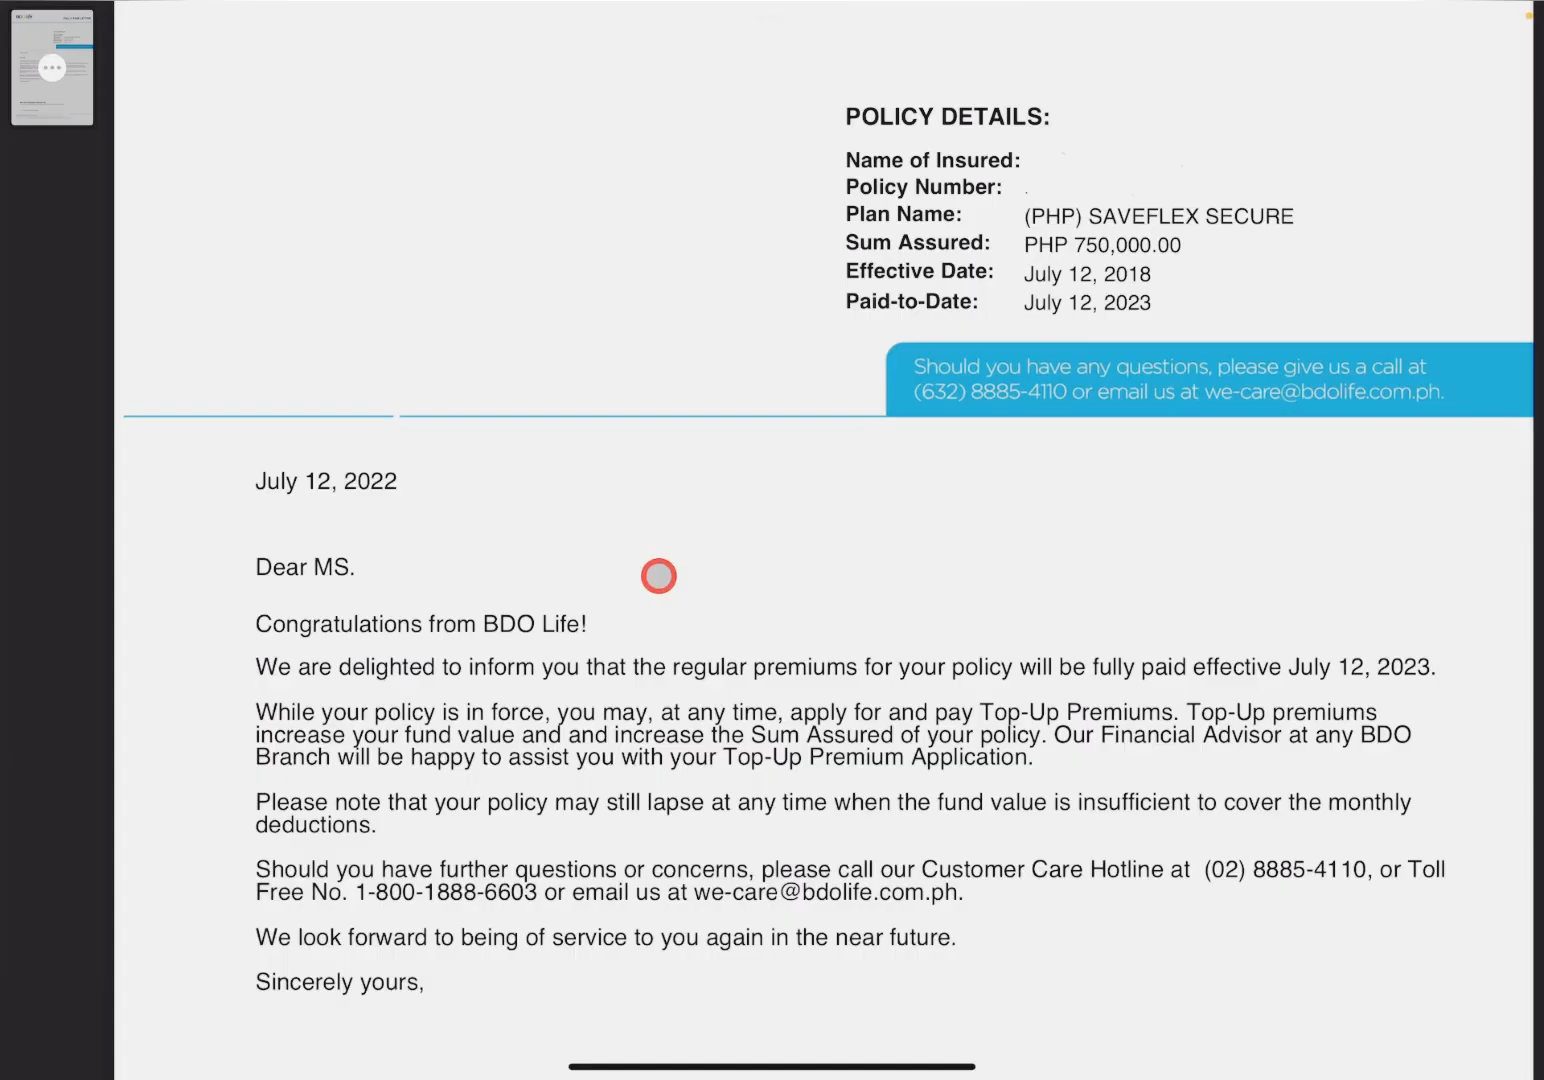 POLICY DETAILS:
Name of Insured:
Policy Number:
Plan Name: (PHP) SAVEFLEX SECURE
Sum Assured: PHP 750,000.00
Effective Date: July 12, 2018
Paid-to-Date: July 12, 2023
Should you have any questions, please give us a call at
(632) 8885-4110 or email us at we-care@bdolife.com.ph.
July 12, 2022
Dear MS.
Congratulations from BDO Life!
We are delighted to inform you that the regular premiums for your policy will be fully paid effective July 12, 2023.
While your policy is in force, you may, at any time, apply for and pay Top-Up Premiums. Top-Up premiums
increase your fund value and and increase the Sum Assured of your policy. Our Financial Advisor at any BDO
Branch will be happy to assist you with your Top-Up Premium Application.
Please note that your policy may still lapse at any time when the fund value is insufficient to cover the monthly
deductions.
Should you have further questions or concerns, please call our Customer Care Hotline at (02) 8885-4110, or Toll
Free No. 1-800-1888-6603 or email us at we-care@bdolife.com.ph.
We look forward to being of service to you again in the near future.
Sincerely yours,